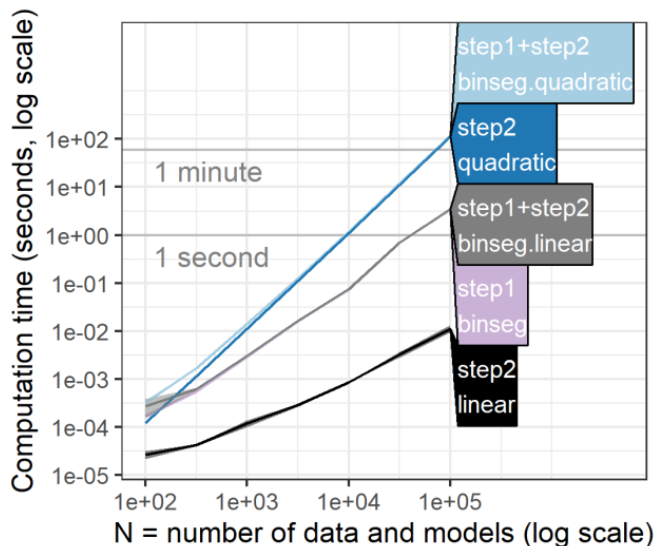 Computation time (seconds, log scale)
1e+02
1e+01
1e+00
1e-01
1e-02
1e-03
1e-04
1e-05
1 minute
1 second
step1+step2
binseg.quadratic
step2
quadratic
step1+step2
binseg.linear
step1
binseg
step2
linear
1e+02
1e+03
1e+04
1e+05
N = number of data and models (log scale)